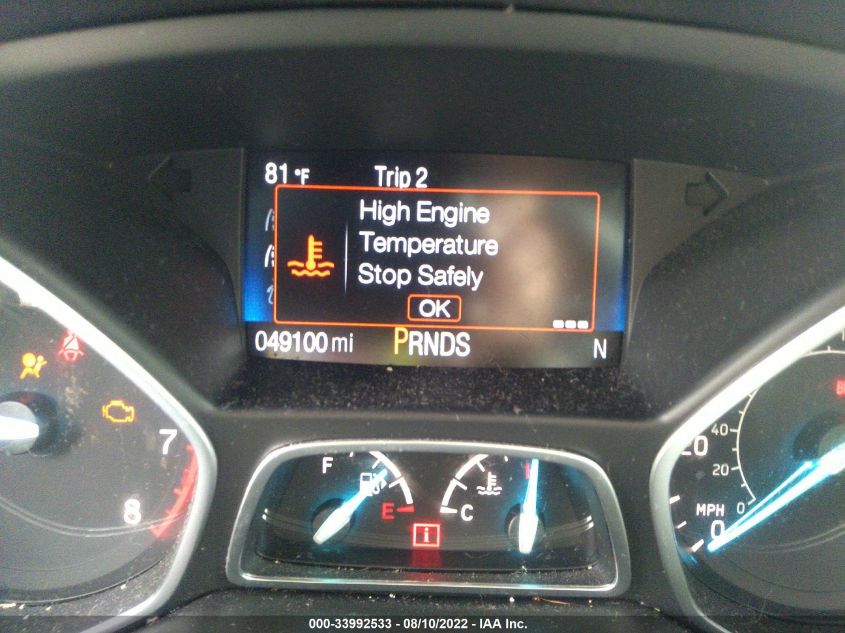 81 °F Trip 2
High Engine
Temperature
Stop Safely
OK
049100 mi PRNDS N
7
8
F
E
C
H
i
40
20
0
20
MPH
0
000-33992533 - 08/10/2022 - IAA Inc.